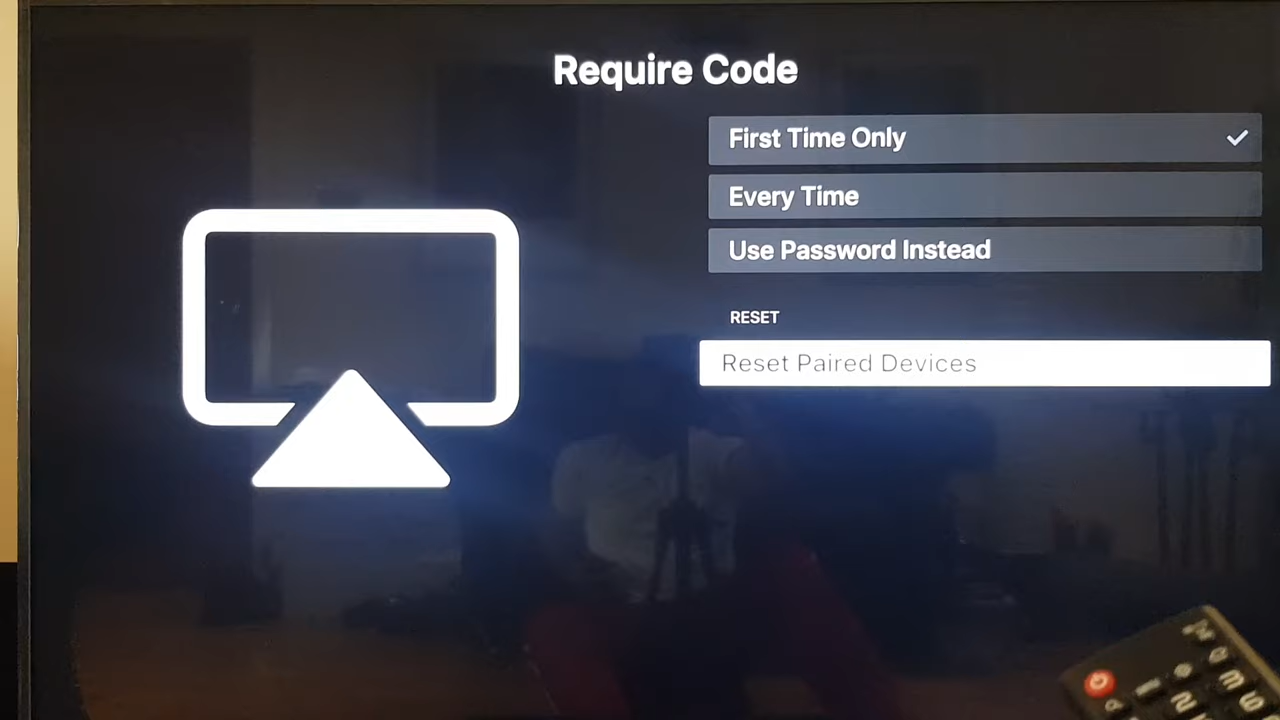 Require Code
First Time Only
Every Time
Use Password Instead
RESET
Reset Paired Devices